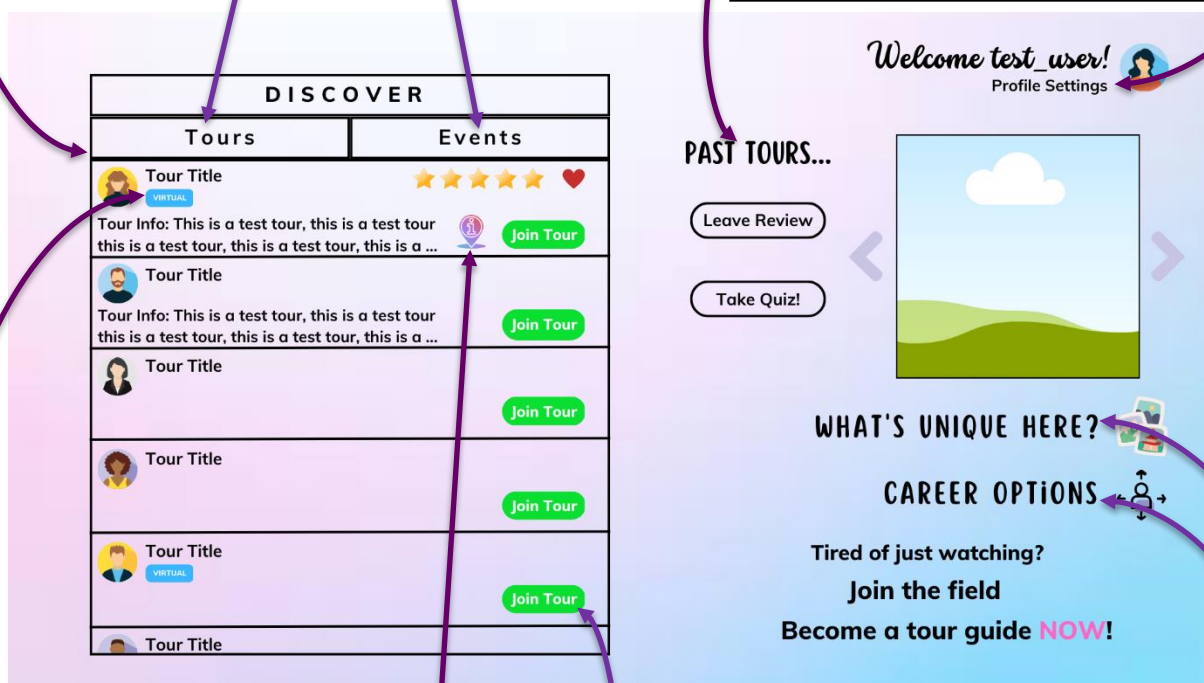 Welcome test_user!
Profile Settings
DISCOVER
Tours
Events
Tour Title
VIRTUAL
Tour Info: This is a test tour, this is a test tour
this is a test tour, this is a test tour, this is a ...
i
Join Tour
Tour Title
Tour Info: This is a test tour, this is a test tour
this is a test tour, this is a test tour, this is a ...
Join Tour
Tour Title
Join Tour
Tour Title
Join Tour
Tour Title
VIRTUAL
Join Tour
Tour Title
PAST TOURS...
Leave Review
Take Quiz!
WHAT'S UNIQUE HERE?
CAREER OPTIONS
Tired of just watching?
Join the field
Become a tour guide NOW!